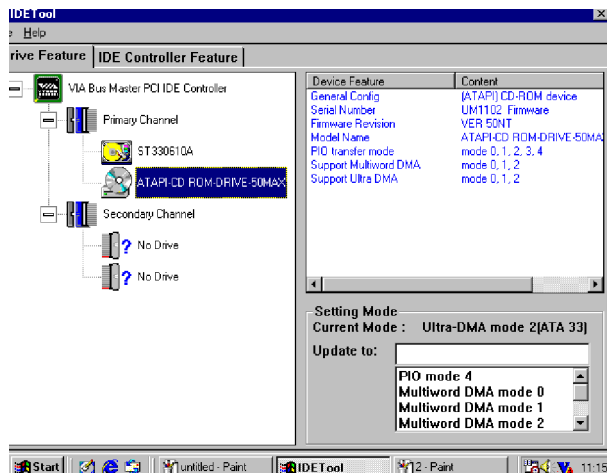 IDETool
Help
rive Feature IDE Controller Feature
VIA Bus Master PCI IDE Controller
Primary Channel
ST330610A
ATAPI-CD ROM-DRIVE-50MAX
Secondary Channel
No Drive
No Drive
Device Feature Content
General Config (ATAPI) CD-ROM device
Serial Number UM1102 Firmware
Firmware Revision VER 50NT
Model Name ATAPI-CD ROM-DRIVE-50MA
PIO transfer mode mode 0, 1, 2, 3, 4
Support Multiword DMA mode 0, 1, 2
Support Ultra DMA mode 0, 1, 2
Setting Mode
Current Mode : Ultra-DMA mode 2(ATA 33)
Update to:
PIO mode 4
Multiword DMA mode 0
Multiword DMA mode 1
Multiword DMA mode 2
Start untitled - Paint IDETool 2 - Paint 11:15